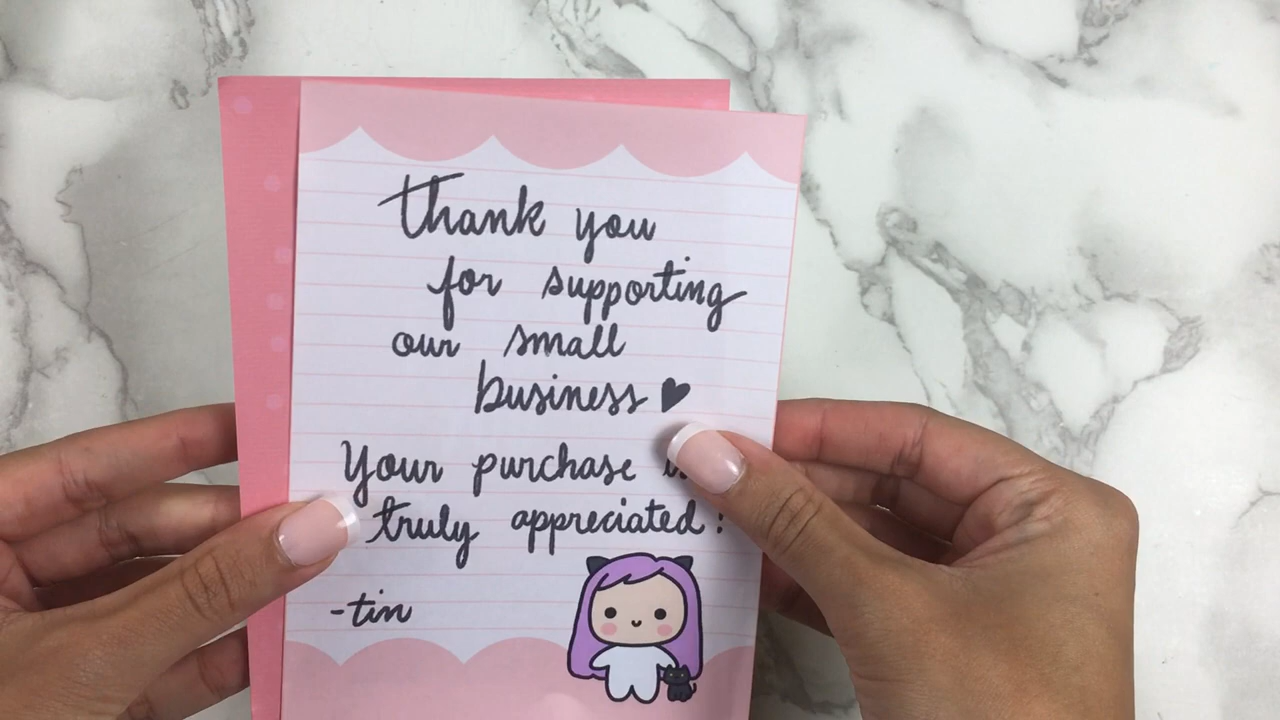 Thank you
for supporting
our small
business ♥
Your purchase
truly appreciated!
-tin